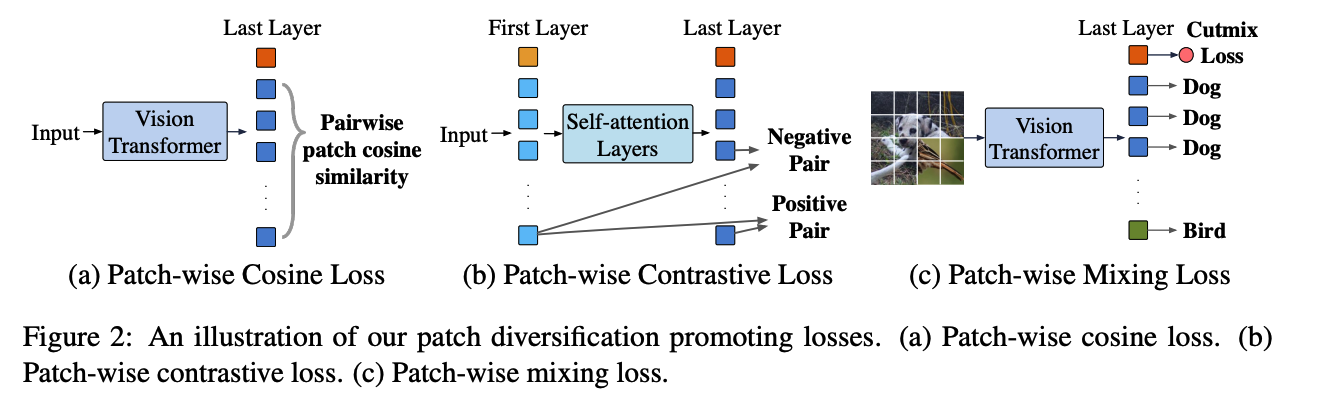 Last Layer
Input
Vision
Transformer
Pairwise
patch cosine
similarity
(a) Patch-wise Cosine Loss
First Layer
Last Layer
Input
Self-attention
Layers
Negative
Pair
Positive
Pair
(b) Patch-wise Contrastive Loss
Last Layer
Cutmix
Loss
Vision
Transformer
Dog
Dog
Dog
Bird
(c) Patch-wise Mixing Loss
Figure 2: An illustration of our patch diversification promoting losses. (a) Patch-wise cosine loss. (b)
Patch-wise contrastive loss. (c) Patch-wise mixing loss.